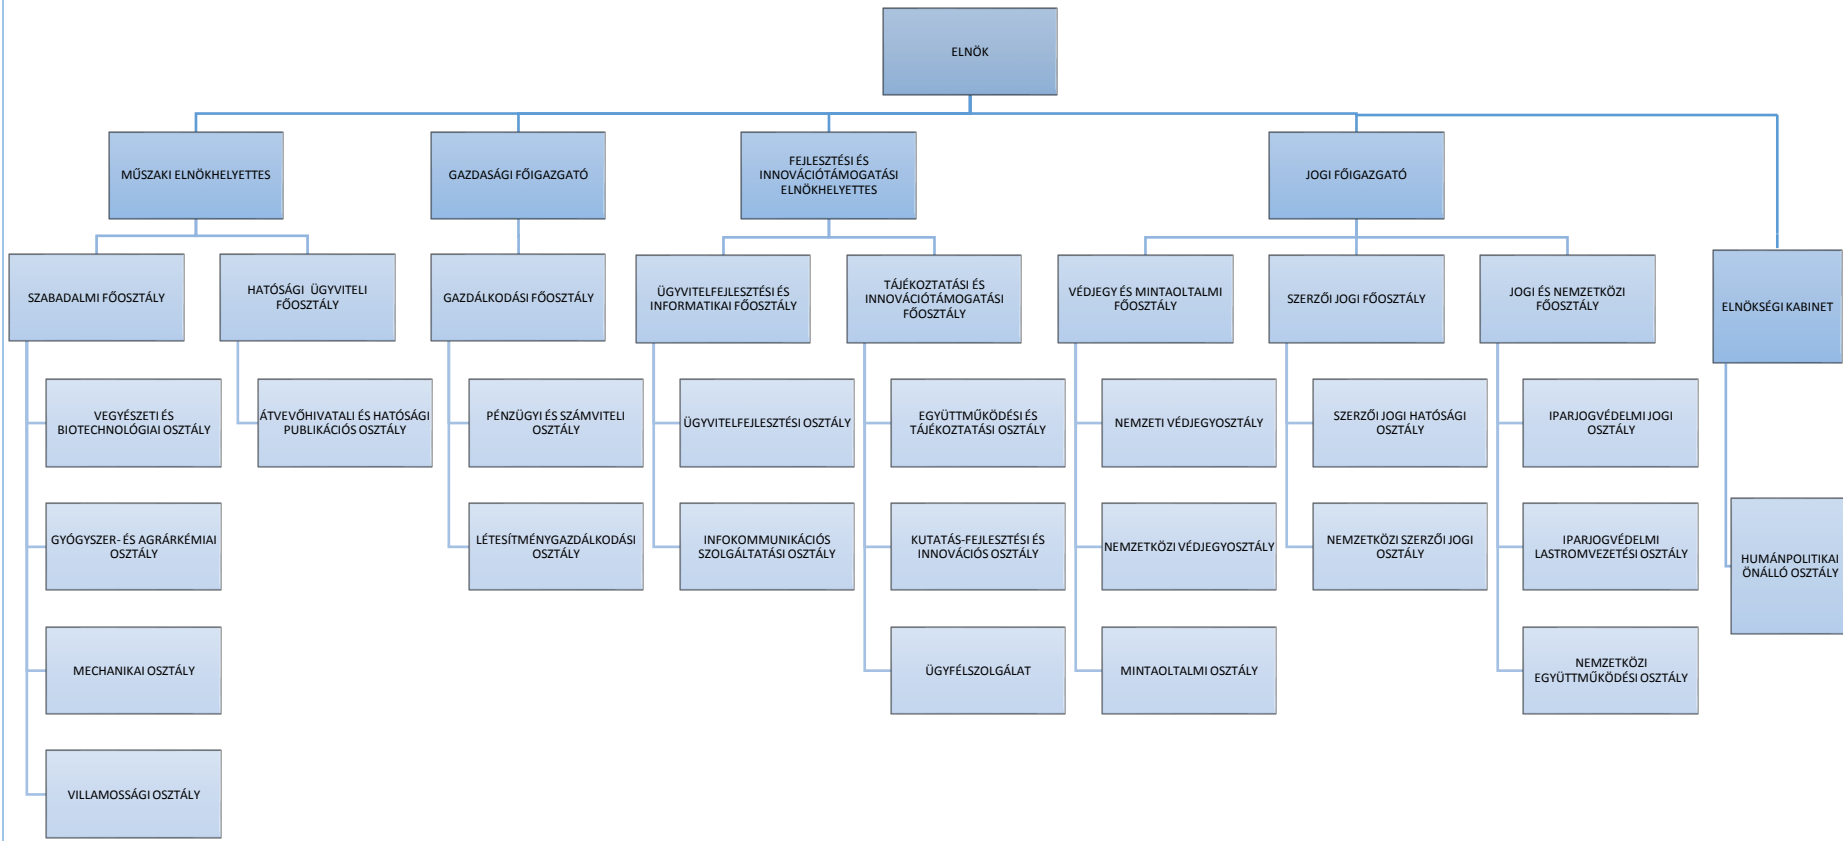 ELNÖK
MŰSZAKI ELNÖKHELYETTES
GAZDASÁGI FŐIGAZGATÓ
FEJLESZTÉSI ÉS
INNOVÁCIÓTÁMOGATÁSI
ELNÖKHELYETTES
JOGI FŐIGAZGATÓ
SZABADALMI FŐOSZTÁLY
HATÓSÁGI ÜGYVITELI
FŐOSZTÁLY
GAZDÁLKODÁSI FŐOSZTÁLY
ÜGYVITELFEJLESZTÉSI ÉS
INFORMATIKAI FŐOSZTÁLY
TÁJÉKOZTATÁSI ÉS
INNOVÁCIÓTÁMOGATÁSI
FŐOSZTÁLY
VÉDJEGY ÉS MINTAOLTALMI
FŐOSZTÁLY
SZERZŐI JOGI FŐOSZTÁLY
JOGI ÉS NEMZETKÖZI
FŐOSZTÁLY
ELNÖKSÉGI KABINET
VEGYÉSZETI ÉS
BIOTECHNOLÓGIAI OSZTÁLY
ÁTVEVŐHIVATALI ÉS HATÓSÁGI
PUBLIKÁCIÓS OSZTÁLY
PÉNZÜGYI ÉS SZÁMVITELI
OSZTÁLY
ÜGYVITELFEJLESZTÉSI OSZTÁLY
EGYÜTTMŰKÖDÉSI ÉS
TÁJÉKOZTATÁSI OSZTÁLY
NEMZETI VÉDJEGYOSZTÁLY
SZERZŐI JOGI HATÓSÁGI
OSZTÁLY
IPARJOGVÉDELMI JOGI
OSZTÁLY
GYÓGYSZER- ÉS AGRÁRKÉMIAI
OSZTÁLY
LÉTESÍTMÉNYGAZDÁLKODÁSI
OSZTÁLY
INFOKOMMUNIKÁCIÓS
SZOLGÁLTATÁSI OSZTÁLY
KUTATÁS-FEJLESZTÉSI ÉS
INNOVÁCIÓS OSZTÁLY
NEMZETKÖZI VÉDJEGYOSZTÁLY
NEMZETKÖZI SZERZŐI JOGI
OSZTÁLY
IPARJOGVÉDELMI
LASTROMVEZETÉSI OSZTÁLY
HUMÁNPOLITIKAI
ÖNÁLLÓ OSZTÁLY
MECHANIKAI OSZTÁLY
ÜGYFÉLSZOLGÁLAT
MINTAOLTALMI OSZTÁLY
NEMZETKÖZI
EGYÜTTMŰKÖDÉSI OSZTÁLY
VILLAMOSSÁGI OSZTÁLY